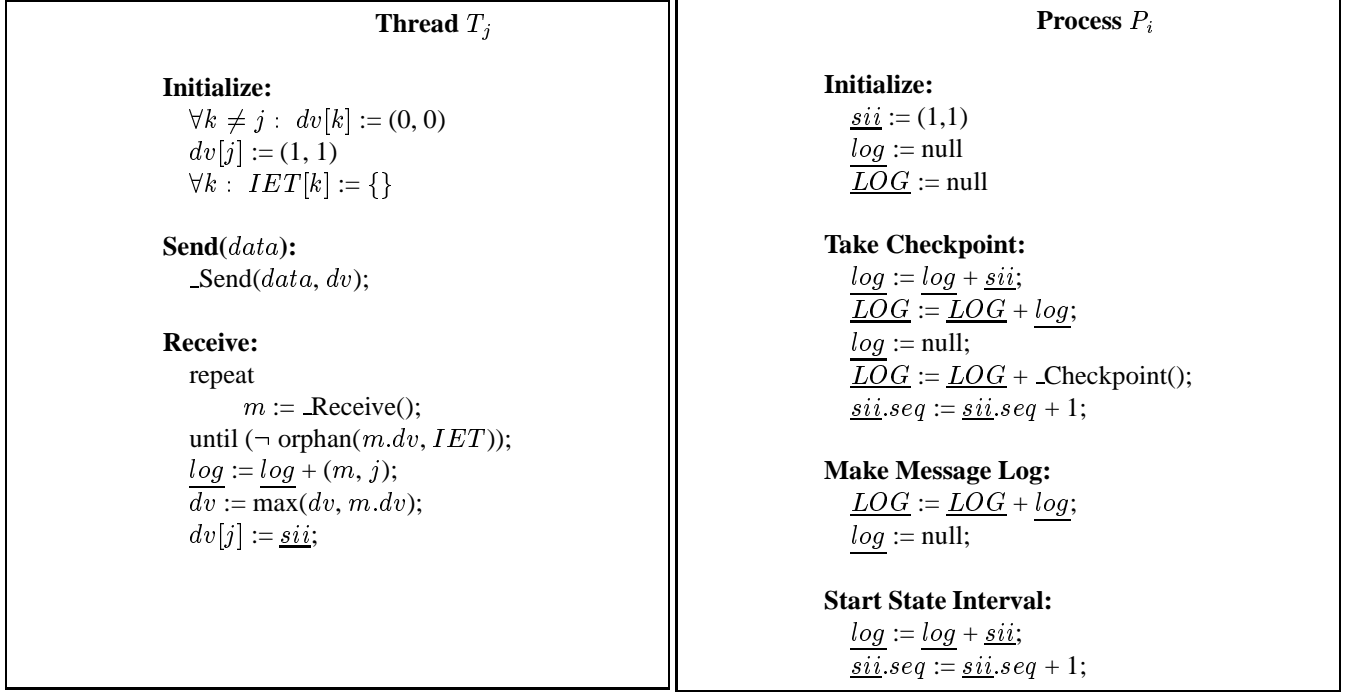 Thread T_j
Initialize:
∀k ≠ j : dv[k] := (0, 0)
dv[j] := (1, 1)
∀k : IET[k] := {}
Send(data):
_Send(data, dv);
Receive:
repeat
m := _Receive();
until (¬ orphan(m.dv, IET));
log := log + (m, j);
dv := max(dv, m.dv);
dv[j] := sii;
Process P_i
Initialize:
sii := (1,1)
log := null
LOG := null
Take Checkpoint:
log := log + sii;
LOG := LOG + log;
log := null;
LOG := LOG + _Checkpoint();
sii.seq := sii.seq + 1;
Make Message Log:
LOG := LOG + log;
log := null;
Start State Interval:
log := log + sii;
sii.seq := sii.seq + 1;